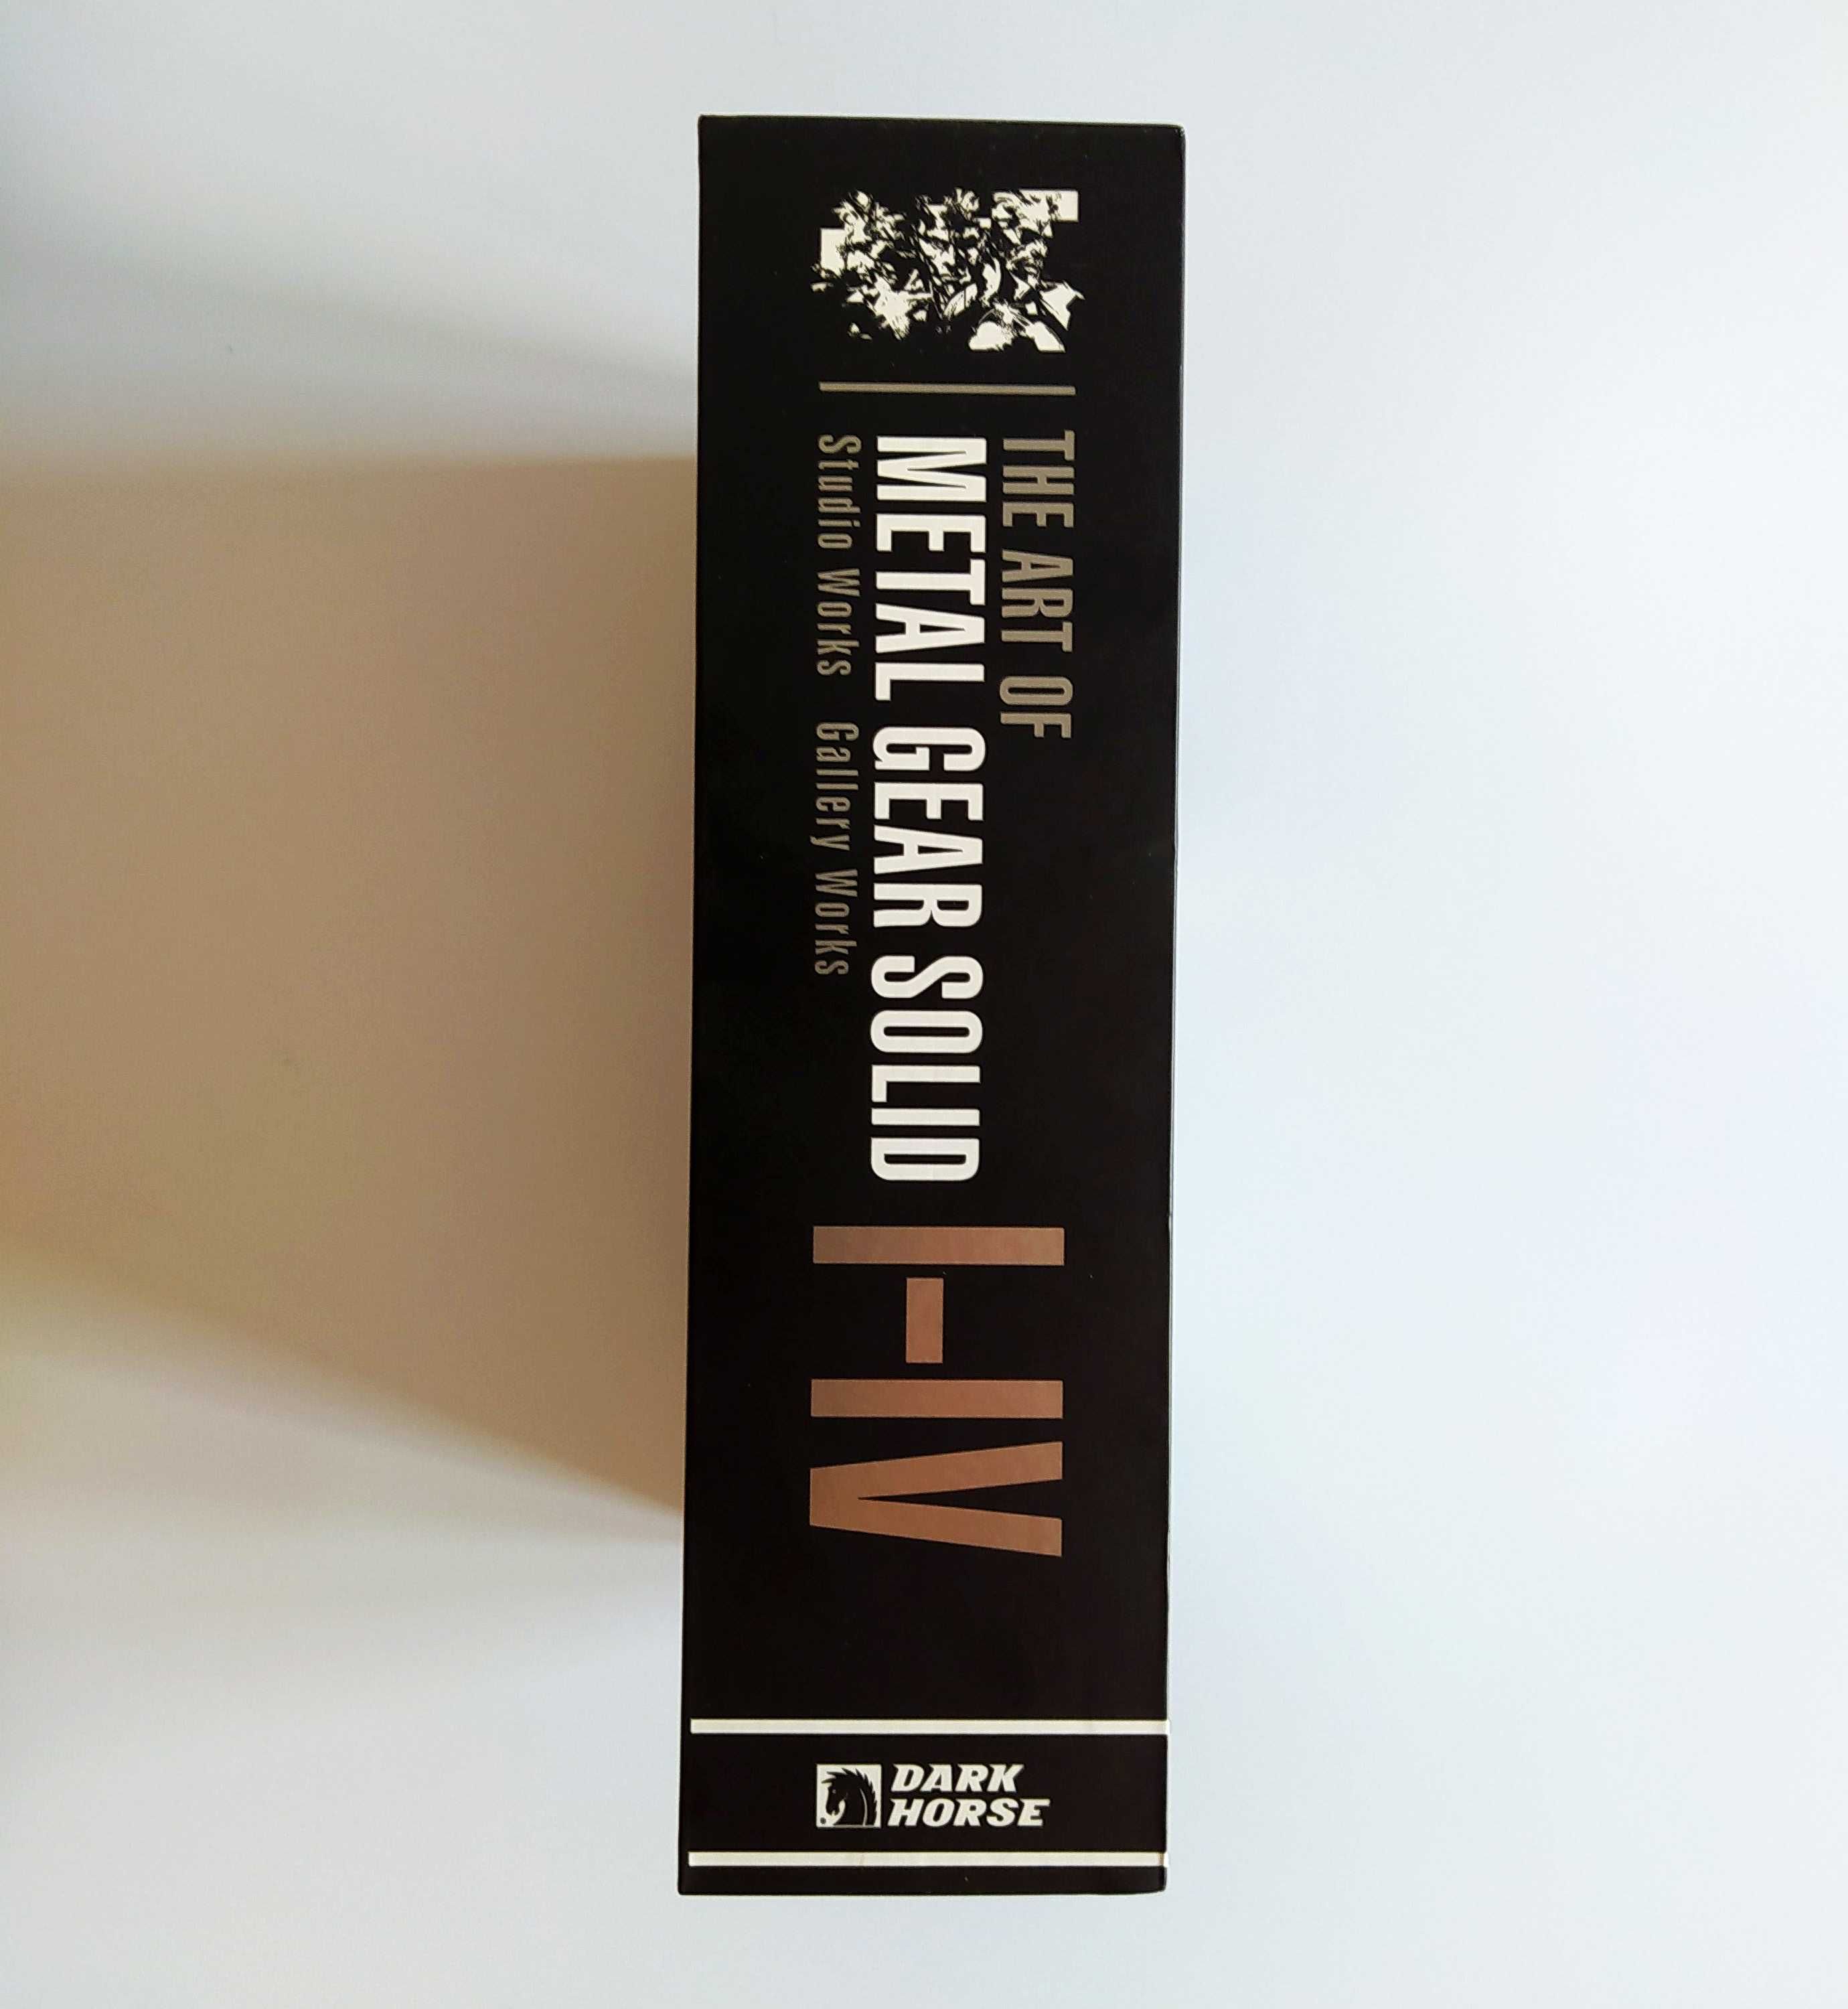 THE ART OF
METAL GEAR SOLID
Studio Works Gallery Works
I-IV
DARK
HORSE